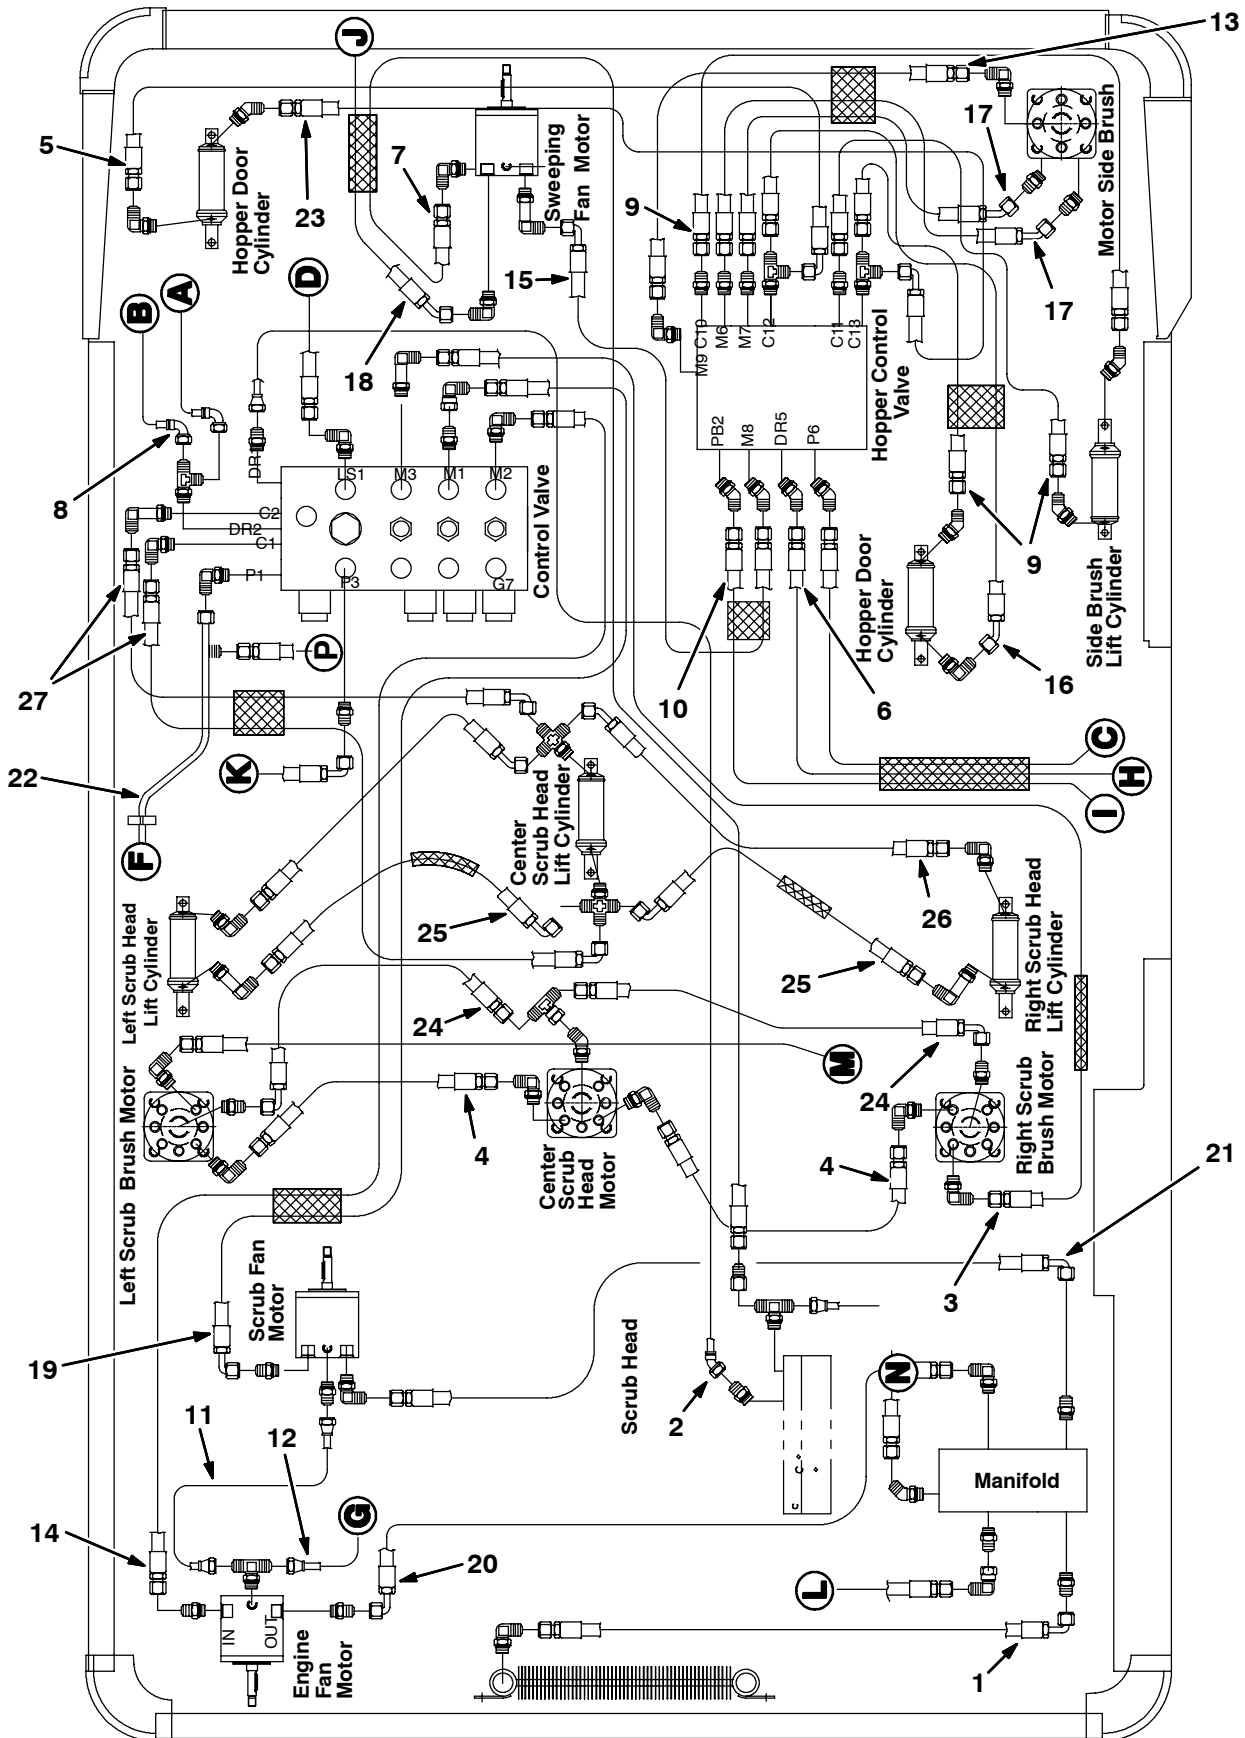 J
13
5
23
Hopper Door
Cylinder
7
Sweeping
Fan Motor
17
Motor Side Brush
9
15
17
B
A
D
18
M9
C10
M6
M7
C12
C11
C13
Hopper Control
Valve
PB2
M8
DR5
P6
8
DR1
LS1
M3
M1
M2
C2
DR2
C1
P1
P3
G7
Control Valve
9
Side Brush
Lift Cylinder
Hopper Door
Cylinder
16
10
6
27
P
K
22
F
C
H
I
Center
Scrub Head
Lift Cylinder
26
Left Scrub Head
Lift Cylinder
25
25
Right Scrub Head
Lift Cylinder
24
M
24
Left Scrub Brush Motor
4
Center
Scrub
Head
Motor
4
Right Scrub
Brush Motor
21
3
Scrub Fan
Motor
19
Scrub Head
2
N
11
12
G
Manifold
14
20
L
IN
OUT
Engine
Fan
Motor
1